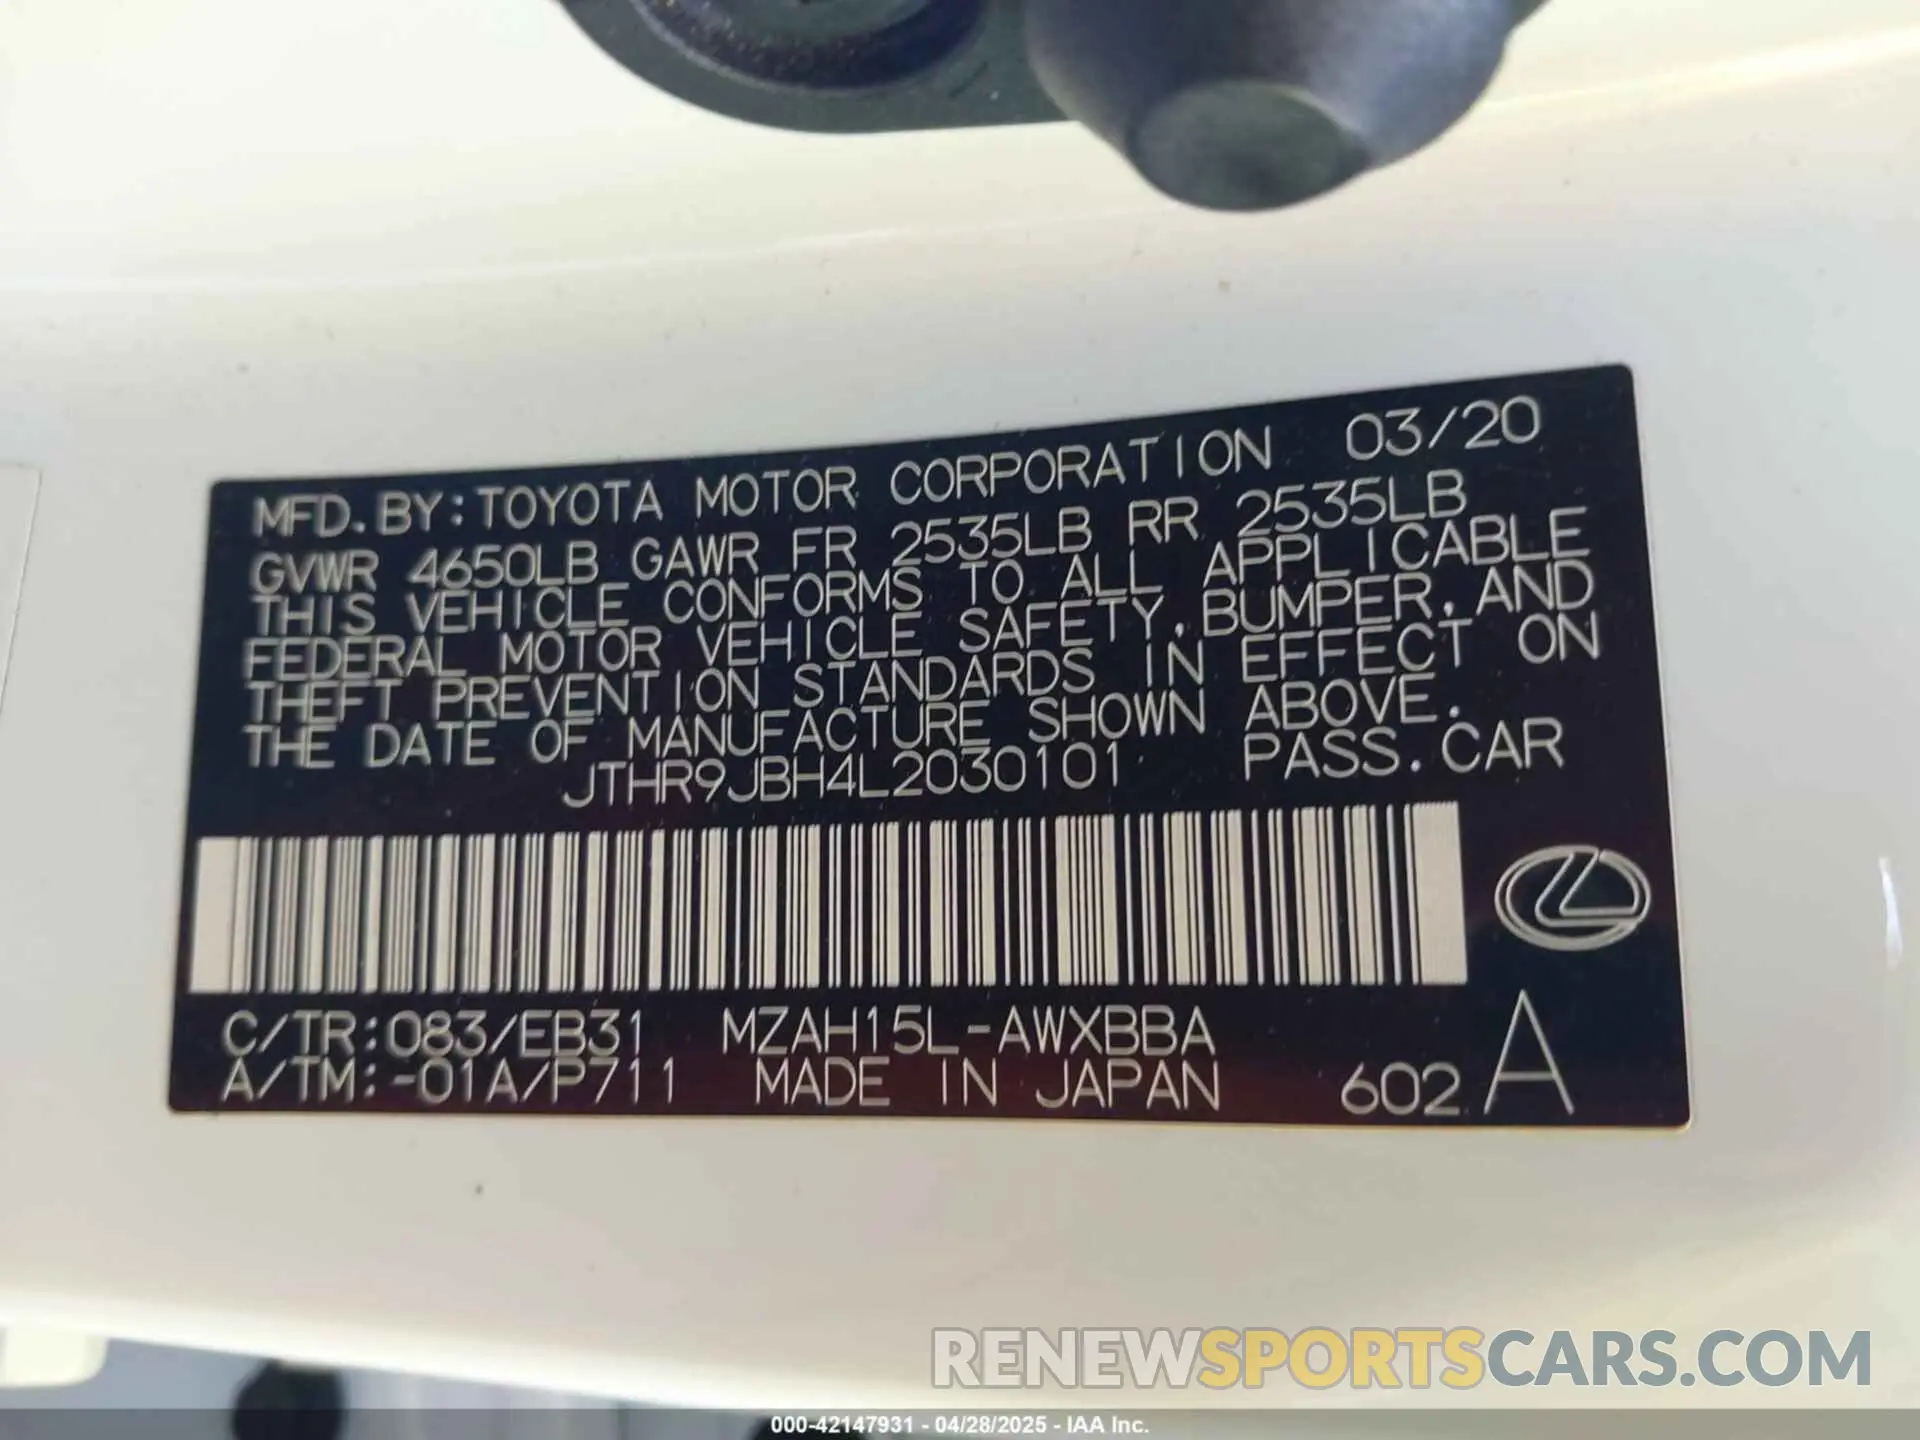 MFD. BY: TOYOTA MOTOR CORPORATION 03/20
GVWR 4650LB GAWR FR 2535LB RR 2535LB
THIS VEHICLE CONFORMS TO ALL APPLICABLE
FEDERAL MOTOR VEHICLE SAFETY, BUMPER, AND
THEFT PREVENTION STANDARDS IN EFFECT ON
THE DATE OF MANUFACTURE SHOWN ABOVE.
JTHR9JBH4L2030101 PASS. CAR
C/TR:083/EB31 MZAH15L-AWXBBA
A/TM:-01A/P711 MADE IN JAPAN 602 A
RENEWSPORTSCARS.COM
000-42147931 - 04/28/2025 - IAA Inc.